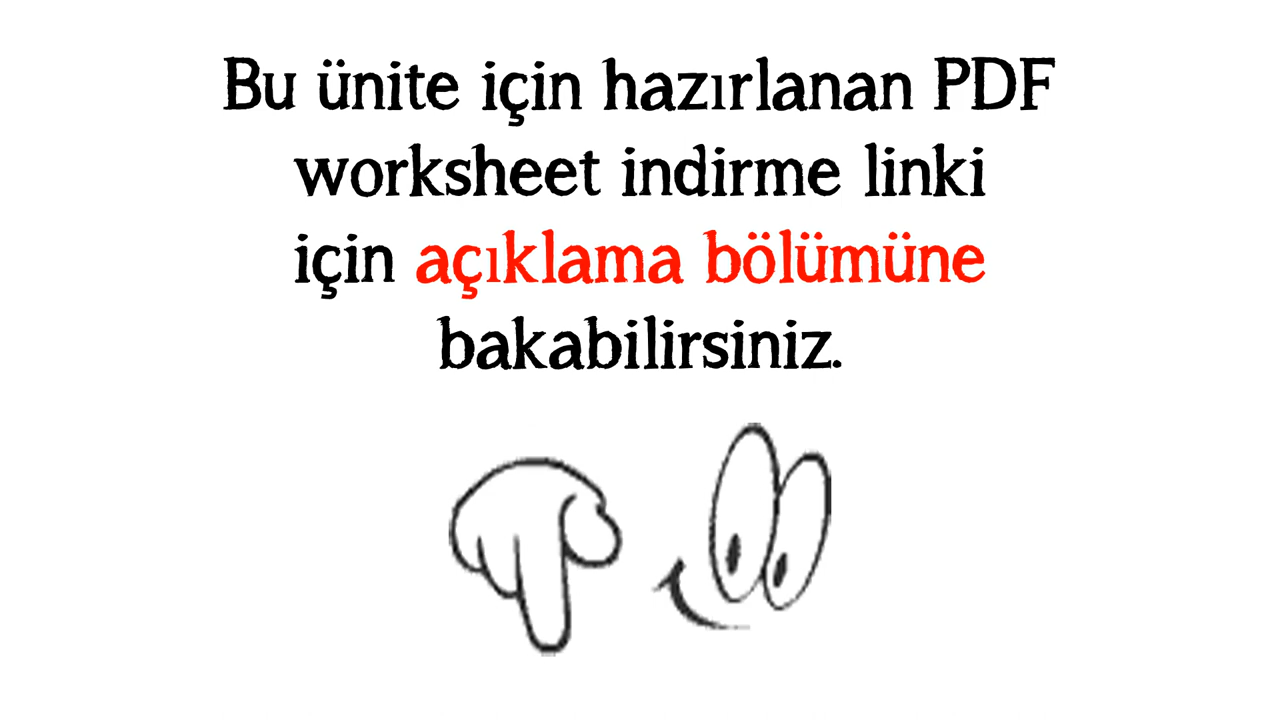 Bu ünite için hazırlanan PDF
worksheet indirme linki
için açıklama bölümüne
bakabilirsiniz.